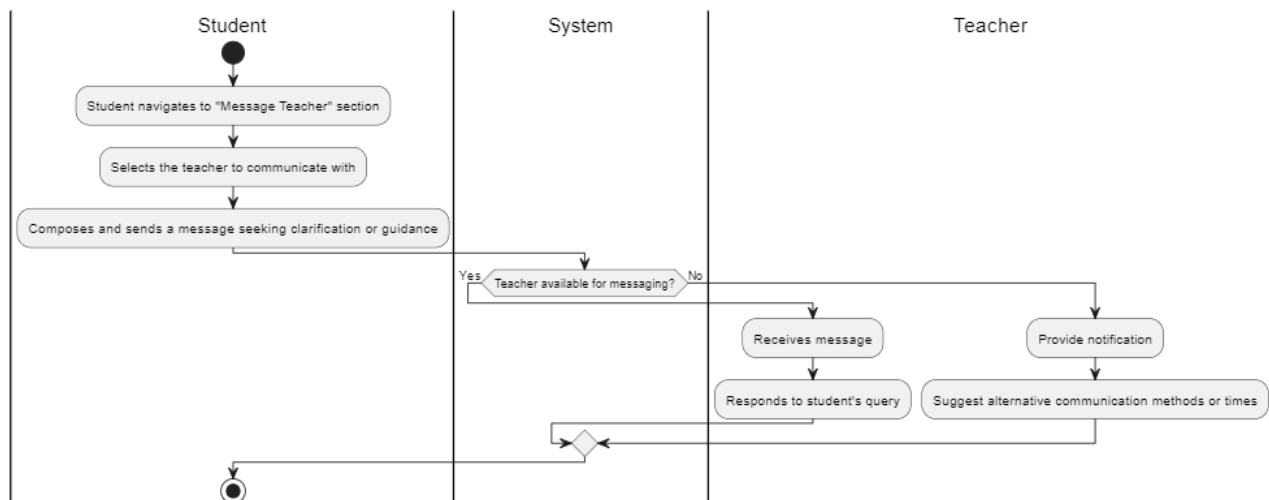 Student
System
Teacher
Student navigates to "Message Teacher" section
Selects the teacher to communicate with
Composes and sends a message seeking clarification or guidance
Yes
Teacher available for messaging?
No
Receives message
Provide notification
Responds to student's query
Suggest alternative communication methods or times